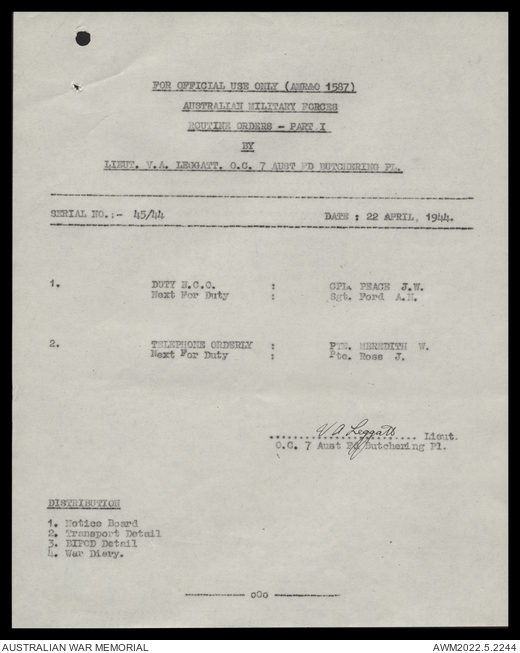 FOR OFFICIAL USE ONLY (AMR&O 1587)
AUSTRALIAN MILITARY FORCES
ROUTINE ORDERS - PART I
BY
LIEUT. V.A. LEGGATT. O.C. 7 AUST FD BUTCHERING PL.
SERIAL NO.:- 45/44 DATE : 22 APRIL, 1944.
1. DUTY N.C.O. : CPL. PEACE J.W.
Next For Duty : Sgt. Ford A.N.
2. TELEPHONE ORDERLY : PTE. MEREDITH W.
Next For Duty : Pte. Ross J.
V A Leggatt Lieut.
O.C. 7 Aust Fd Butchering Pl.
DISTRIBUTION
1. Notice Board
2. Transport Detail
3. BIPOD Detail
4. War Diary.
oOo
AUSTRALIAN WAR MEMORIAL AWM2022.5.2244